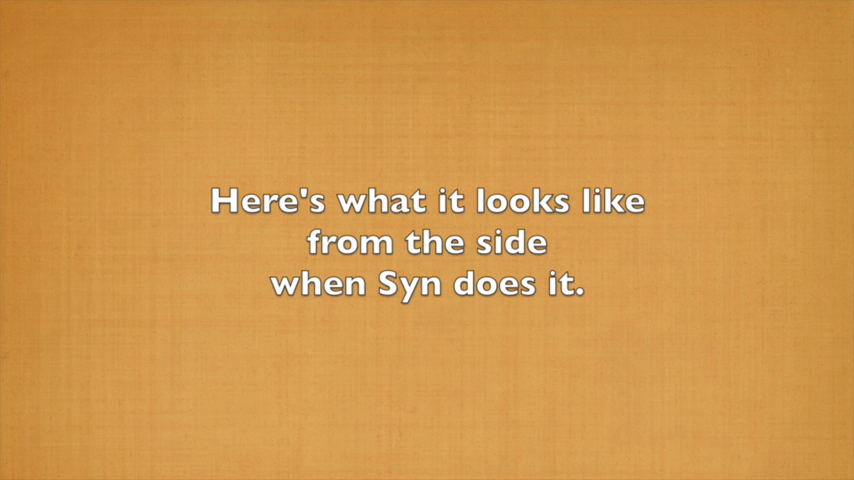 Here's what it looks like
from the side
when Syn does it.